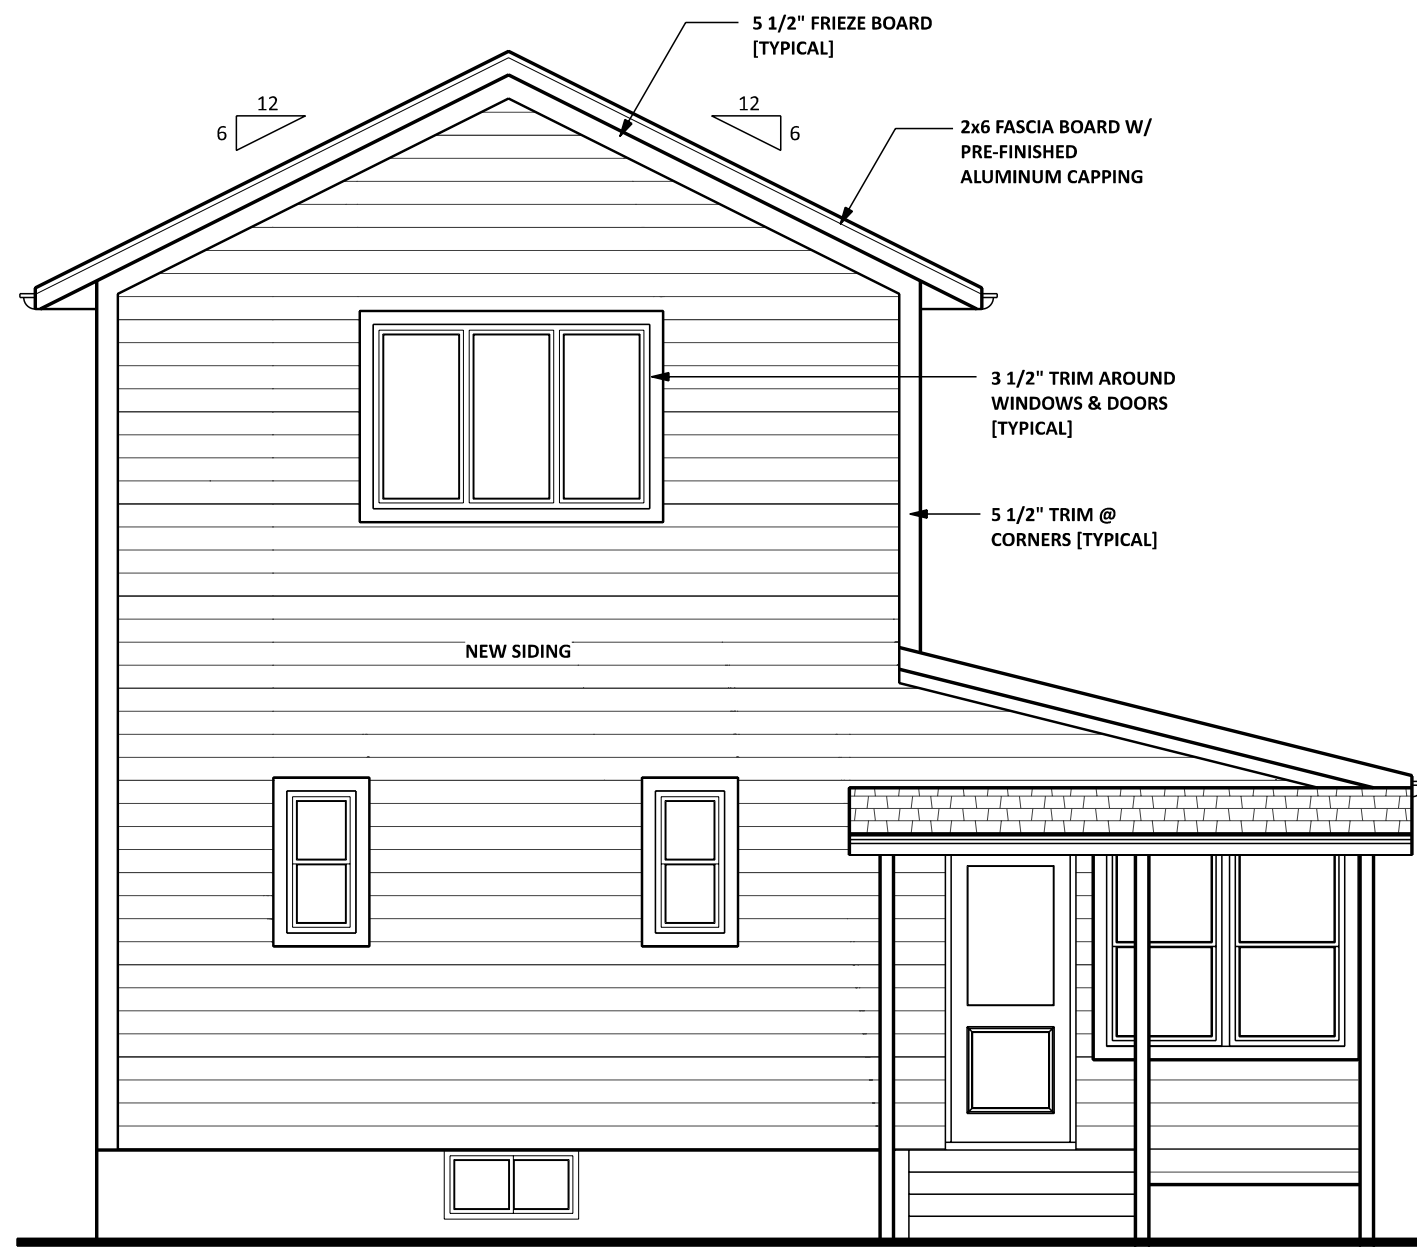 5 1/2" FRIEZE BOARD
[TYPICAL]
12
6
12
6
2x6 FASCIA BOARD W/
PRE-FINISHED
ALUMINUM CAPPING
3 1/2" TRIM AROUND
WINDOWS & DOORS
[TYPICAL]
5 1/2" TRIM @
CORNERS [TYPICAL]
NEW SIDING